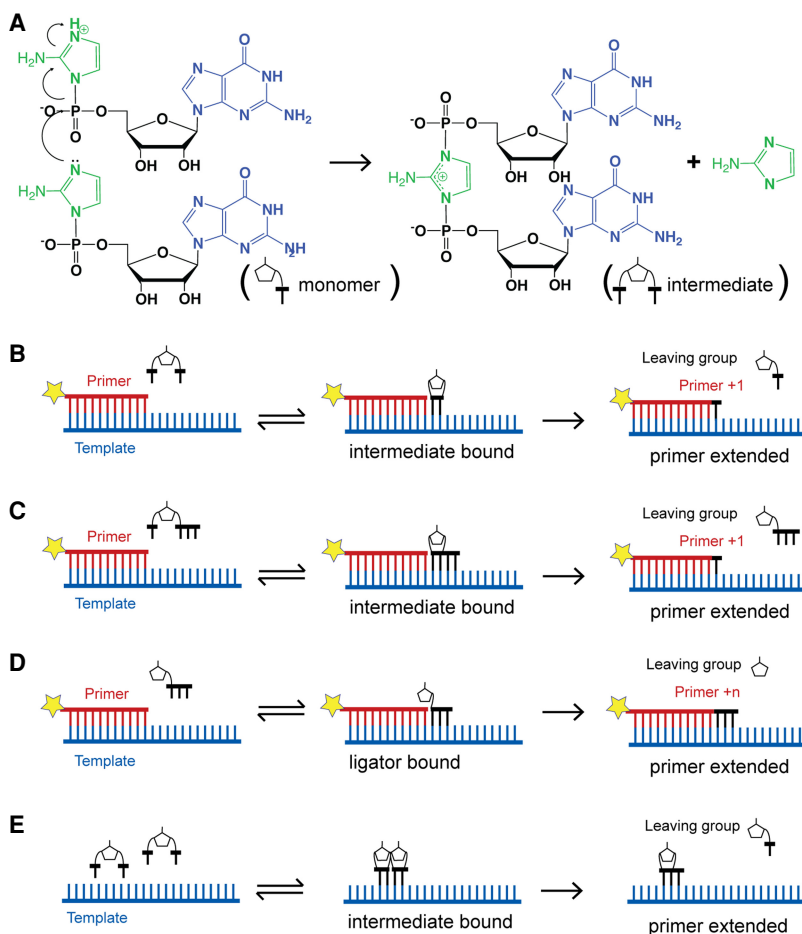 A
NH
⊕
H₂N
N
O
N
NH
⁻O
P
O
O
N
N
NH₂
O
OH
OH
N̈
H₂N
N
O
N
NH
⁻O
P
O
O
N
N
NH₂
O
OH
OH
( monomer )
O
O
N
NH
⁻O
P
O
O
N
N
NH₂
N
OH
OH
H₂N
⊕
N
O
N
NH
⁻O
P
O
O
N
N
NH₂
O
OH
OH
+
H₂N
N
N
H
( intermediate )
B
Primer
Template
intermediate bound
Leaving group
Primer +1
primer extended
C
Primer
Template
intermediate bound
Leaving group
Primer +1
primer extended
D
Primer
Template
ligator bound
Leaving group
Primer +n
primer extended
E
Template
intermediate bound
Leaving group
primer extended